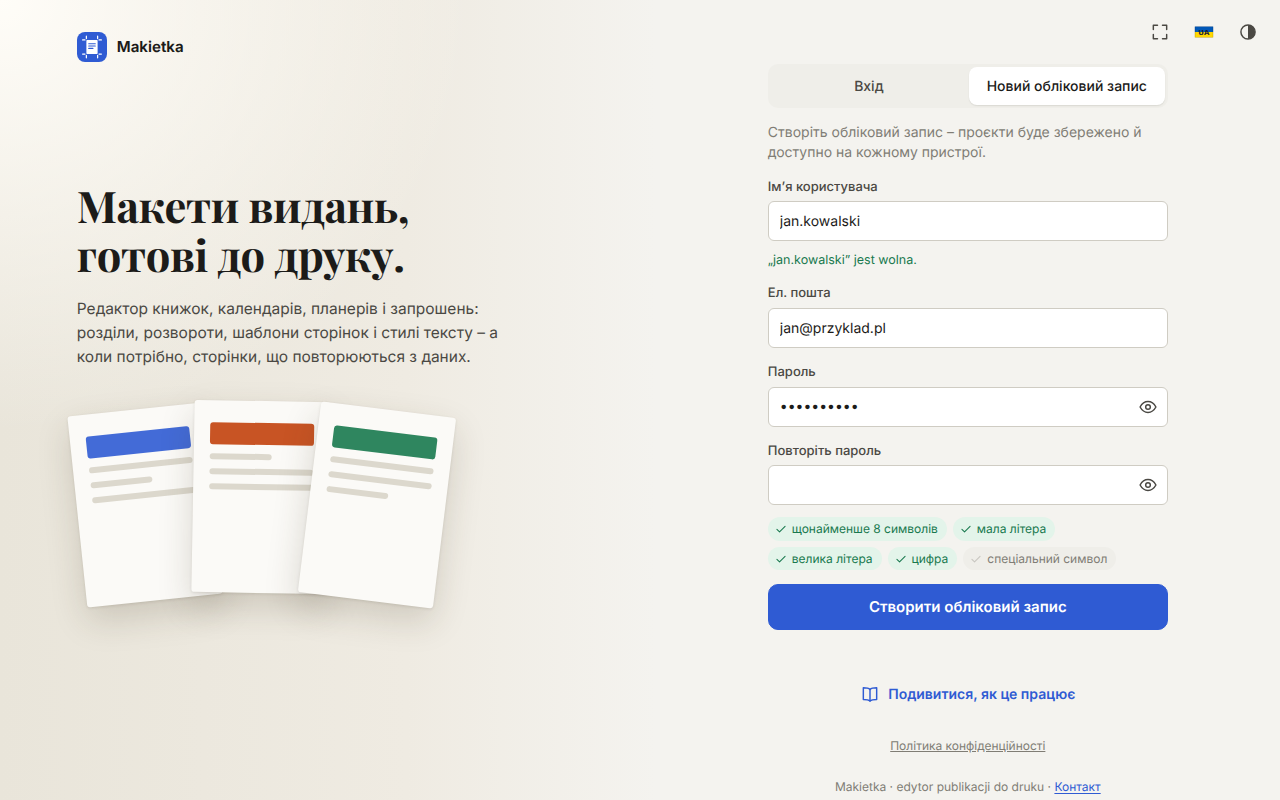 Makietka
UA
Вхід
Новий обліковий запис
Макети видань,
готові до друку.
Редактор книжок, календарів, планерів і запрошень:
розділи, розвороти, шаблони сторінок і стилі тексту – а
коли потрібно, сторінки, що повторюються з даних.
Створіть обліковий запис – проєкти буде збережено й
доступно на кожному пристрої.
Ім’я користувача
jan.kowalski
„jan.kowalski” jest wolna.
Ел. пошта
jan@przyklad.pl
Пароль
••••••••••
Повторіть пароль
щонайменше 8 символів
мала літера
велика літера
цифра
спеціальний символ
Створити обліковий запис
Подивитися, як це працює
Політика конфіденційності
Makietka · edytor publikacji do druku · Контакт